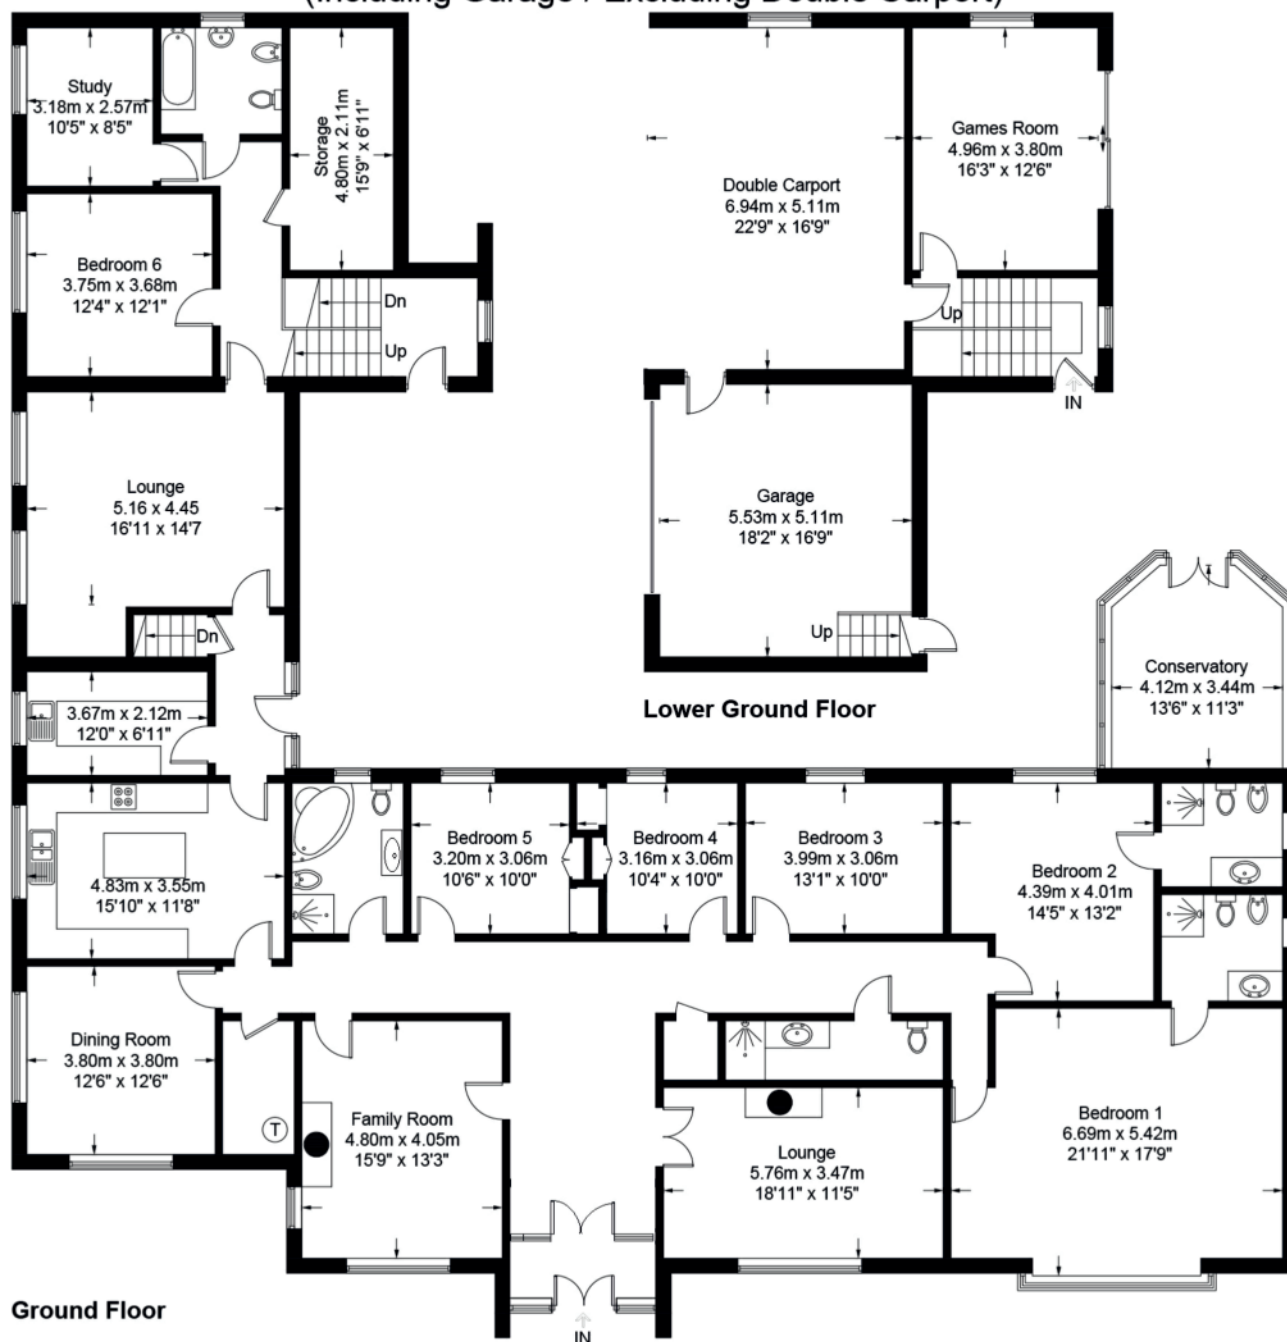 (Including Garage / Excluding Double Carport)
Study
3.18m x 2.57m
10'5" x 8'5"
Storage
4.80m x 2.11m
15'9" x 6'11"
Double Carport
6.94m x 5.11m
22'9" x 16'9"
Games Room
4.96m x 3.80m
16'3" x 12'6"
Bedroom 6
3.75m x 3.68m
12'4" x 12'1"
Dn
Up
Up
IN
Lounge
5.16 x 4.45
16'11 x 14'7
Garage
5.53m x 5.11m
18'2" x 16'9"
Dn
Up
Conservatory
4.12m x 3.44m
13'6" x 11'3"
3.67m x 2.12m
12'0" x 6'11"
Lower Ground Floor
4.83m x 3.55m
15'10" x 11'8"
Bedroom 5
3.20m x 3.06m
10'6" x 10'0"
Bedroom 4
3.16m x 3.06m
10'4" x 10'0"
Bedroom 3
3.99m x 3.06m
13'1" x 10'0"
Bedroom 2
4.39m x 4.01m
14'5" x 13'2"
Dining Room
3.80m x 3.80m
12'6" x 12'6"
T
Family Room
4.80m x 4.05m
15'9" x 13'3"
Lounge
5.76m x 3.47m
18'11" x 11'5"
Bedroom 1
6.69m x 5.42m
21'11" x 17'9"
Ground Floor
IN